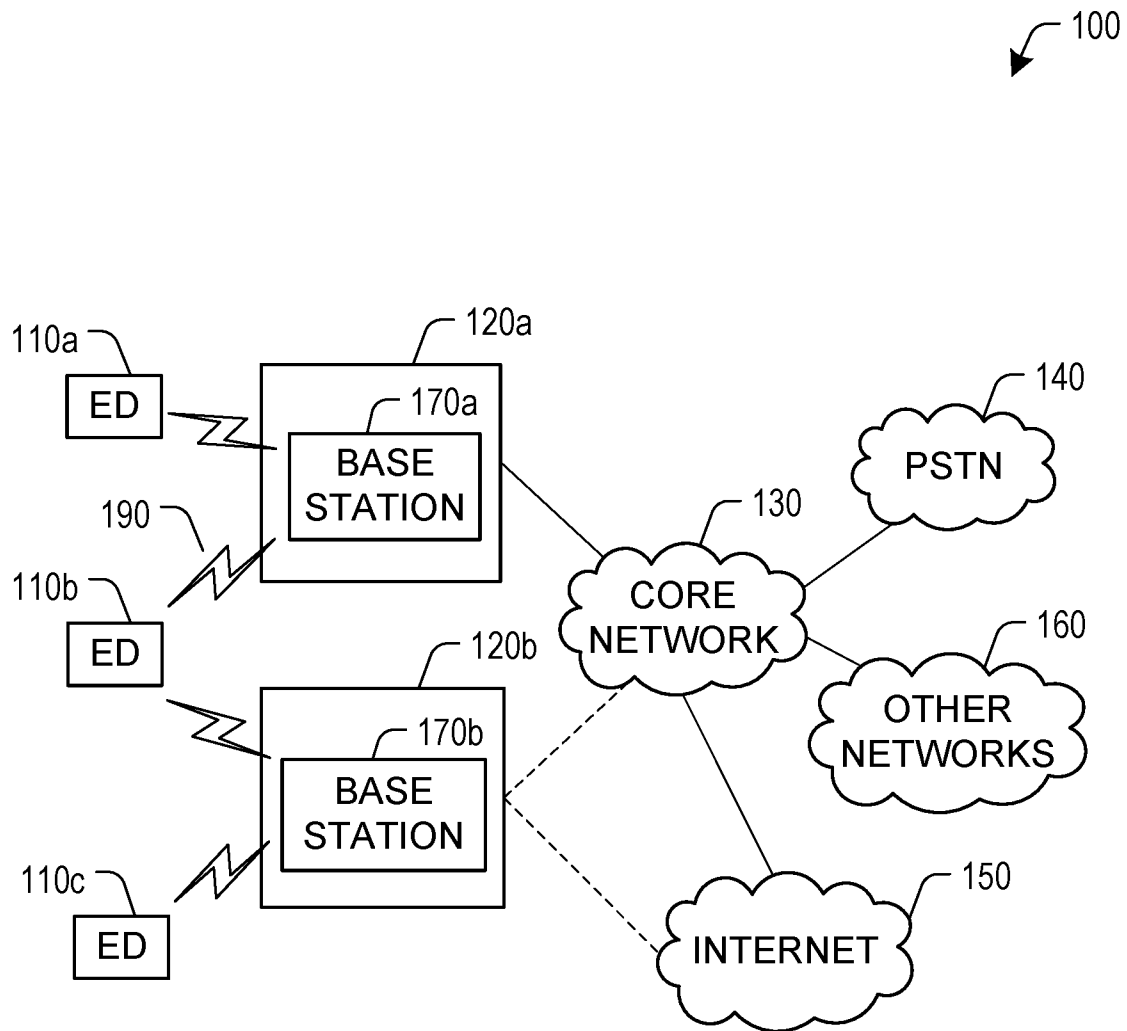 100
120a
110a
ED
170a
BASE
STATION
140
PSTN
190
130
CORE
NETWORK
110b
ED
120b
160
OTHER
NETWORKS
170b
BASE
STATION
110c
ED
150
INTERNET